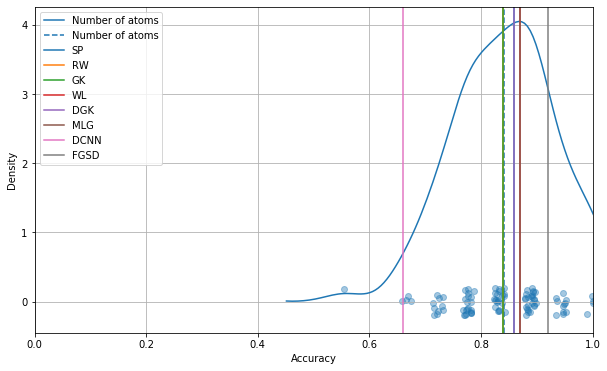 Number of atoms
Number of atoms
SP
RW
GK
WL
DGK
MLG
DCNN
FGSD
4
3
2
1
0
Density
0.0 0.2 0.4 0.6 0.8 1.0
Accuracy